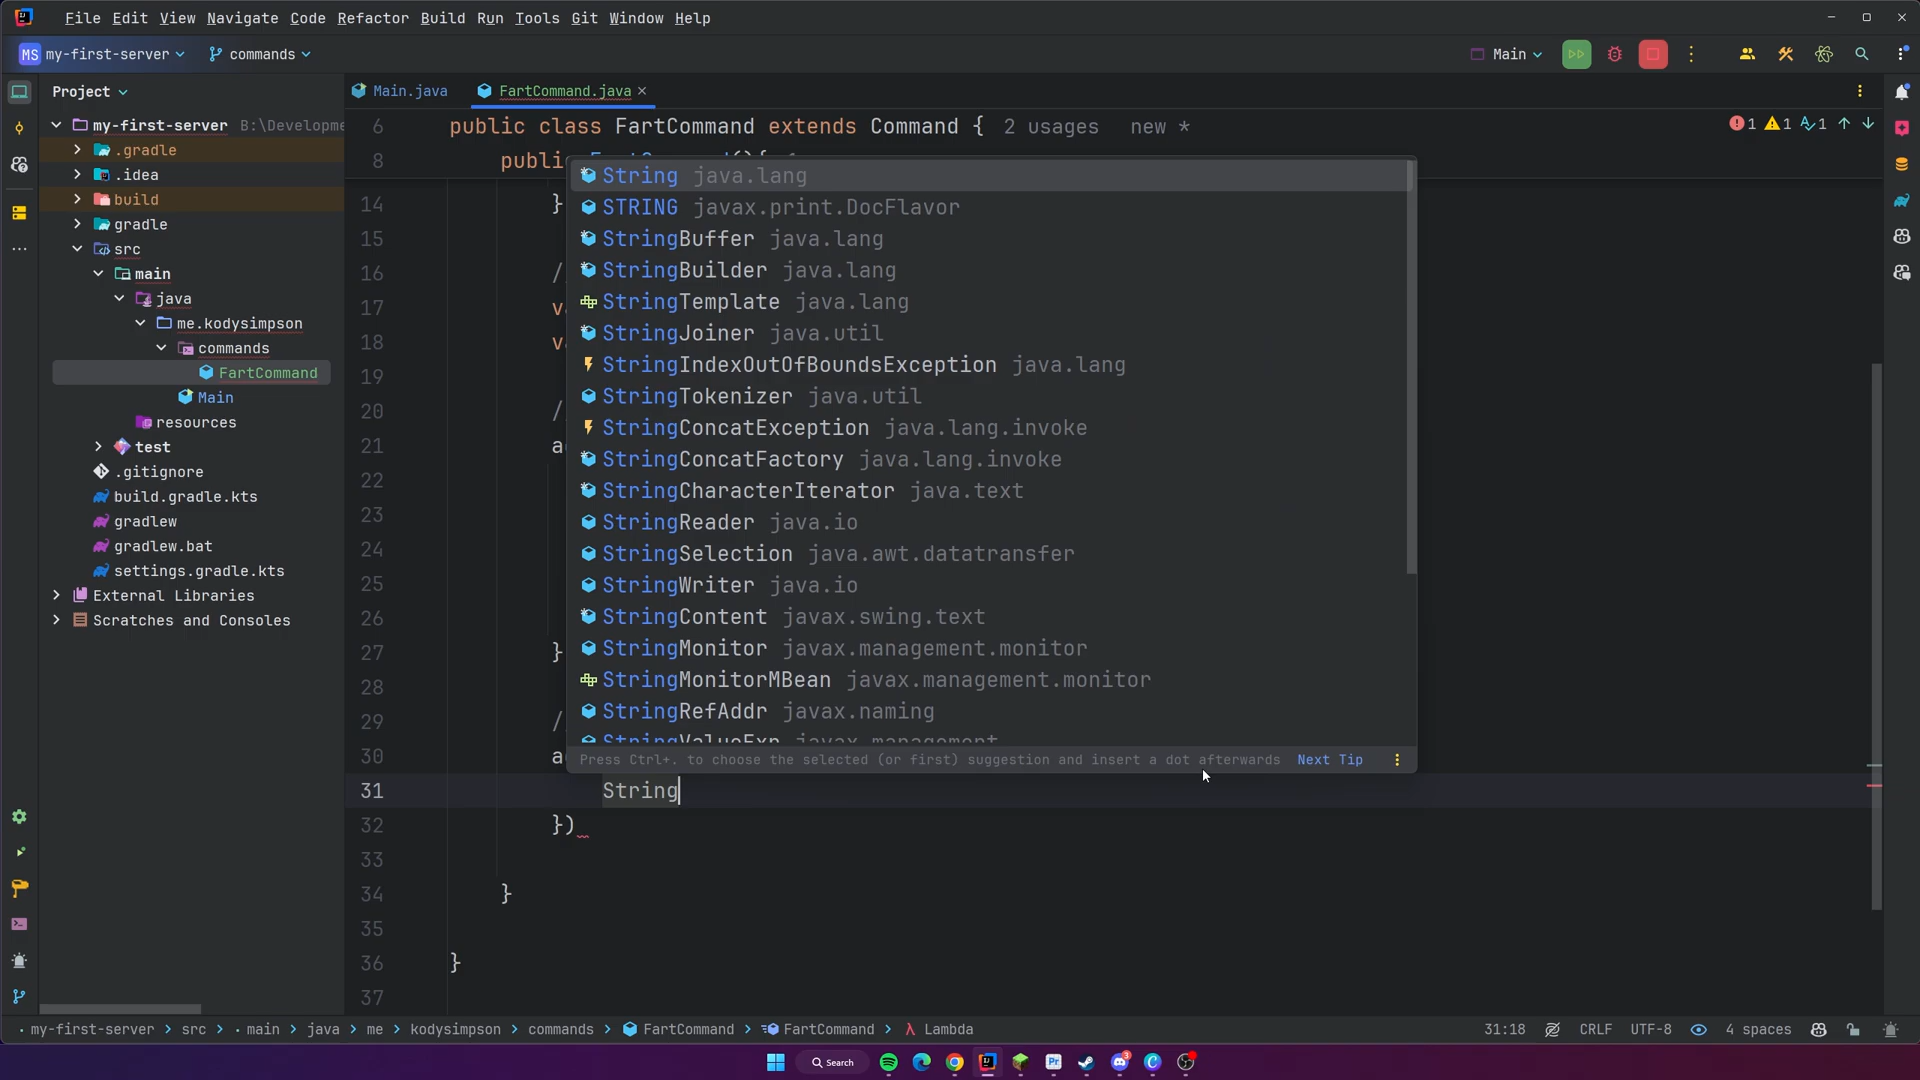 File Edit View Navigate Code Refactor Build Run Tools Git Window Help
MS my-first-server commands Main
Project
Main.java FartCommand.java
my-first-server B:\Developme
.gradle
.idea
build
gradle
src
main
java
me.kodysimpson
commands
FartCommand
Main
resources
test
.gitignore
build.gradle.kts
gradlew
gradlew.bat
settings.gradle.kts
External Libraries
Scratches and Consoles
6 public class FartCommand extends Command { 2 usages new *
1 1 1
8 publi
14 }
15
16 /
17 v
18 v
19
20 /
21 a
22
23
24
25
26
27 }
28
29 /
30 a
31 String
32 })
33
34 }
35
36 }
37
String java.lang
STRING javax.print.DocFlavor
StringBuffer java.lang
StringBuilder java.lang
StringTemplate java.lang
StringJoiner java.util
StringIndexOutOfBoundsException java.lang
StringTokenizer java.util
StringConcatException java.lang.invoke
StringConcatFactory java.lang.invoke
StringCharacterIterator java.text
StringReader java.io
StringSelection java.awt.datatransfer
StringWriter java.io
StringContent javax.swing.text
StringMonitor javax.management.monitor
StringMonitorMBean javax.management.monitor
StringRefAddr javax.naming
StringValueExp javax.management
Press Ctrl+. to choose the selected (or first) suggestion and insert a dot afterwards Next Tip
my-first-server > src > main > java > me > kodysimpson > commands > FartCommand > FartCommand > Lambda
31:18 CRLF UTF-8 4 spaces
Search
Pr
3